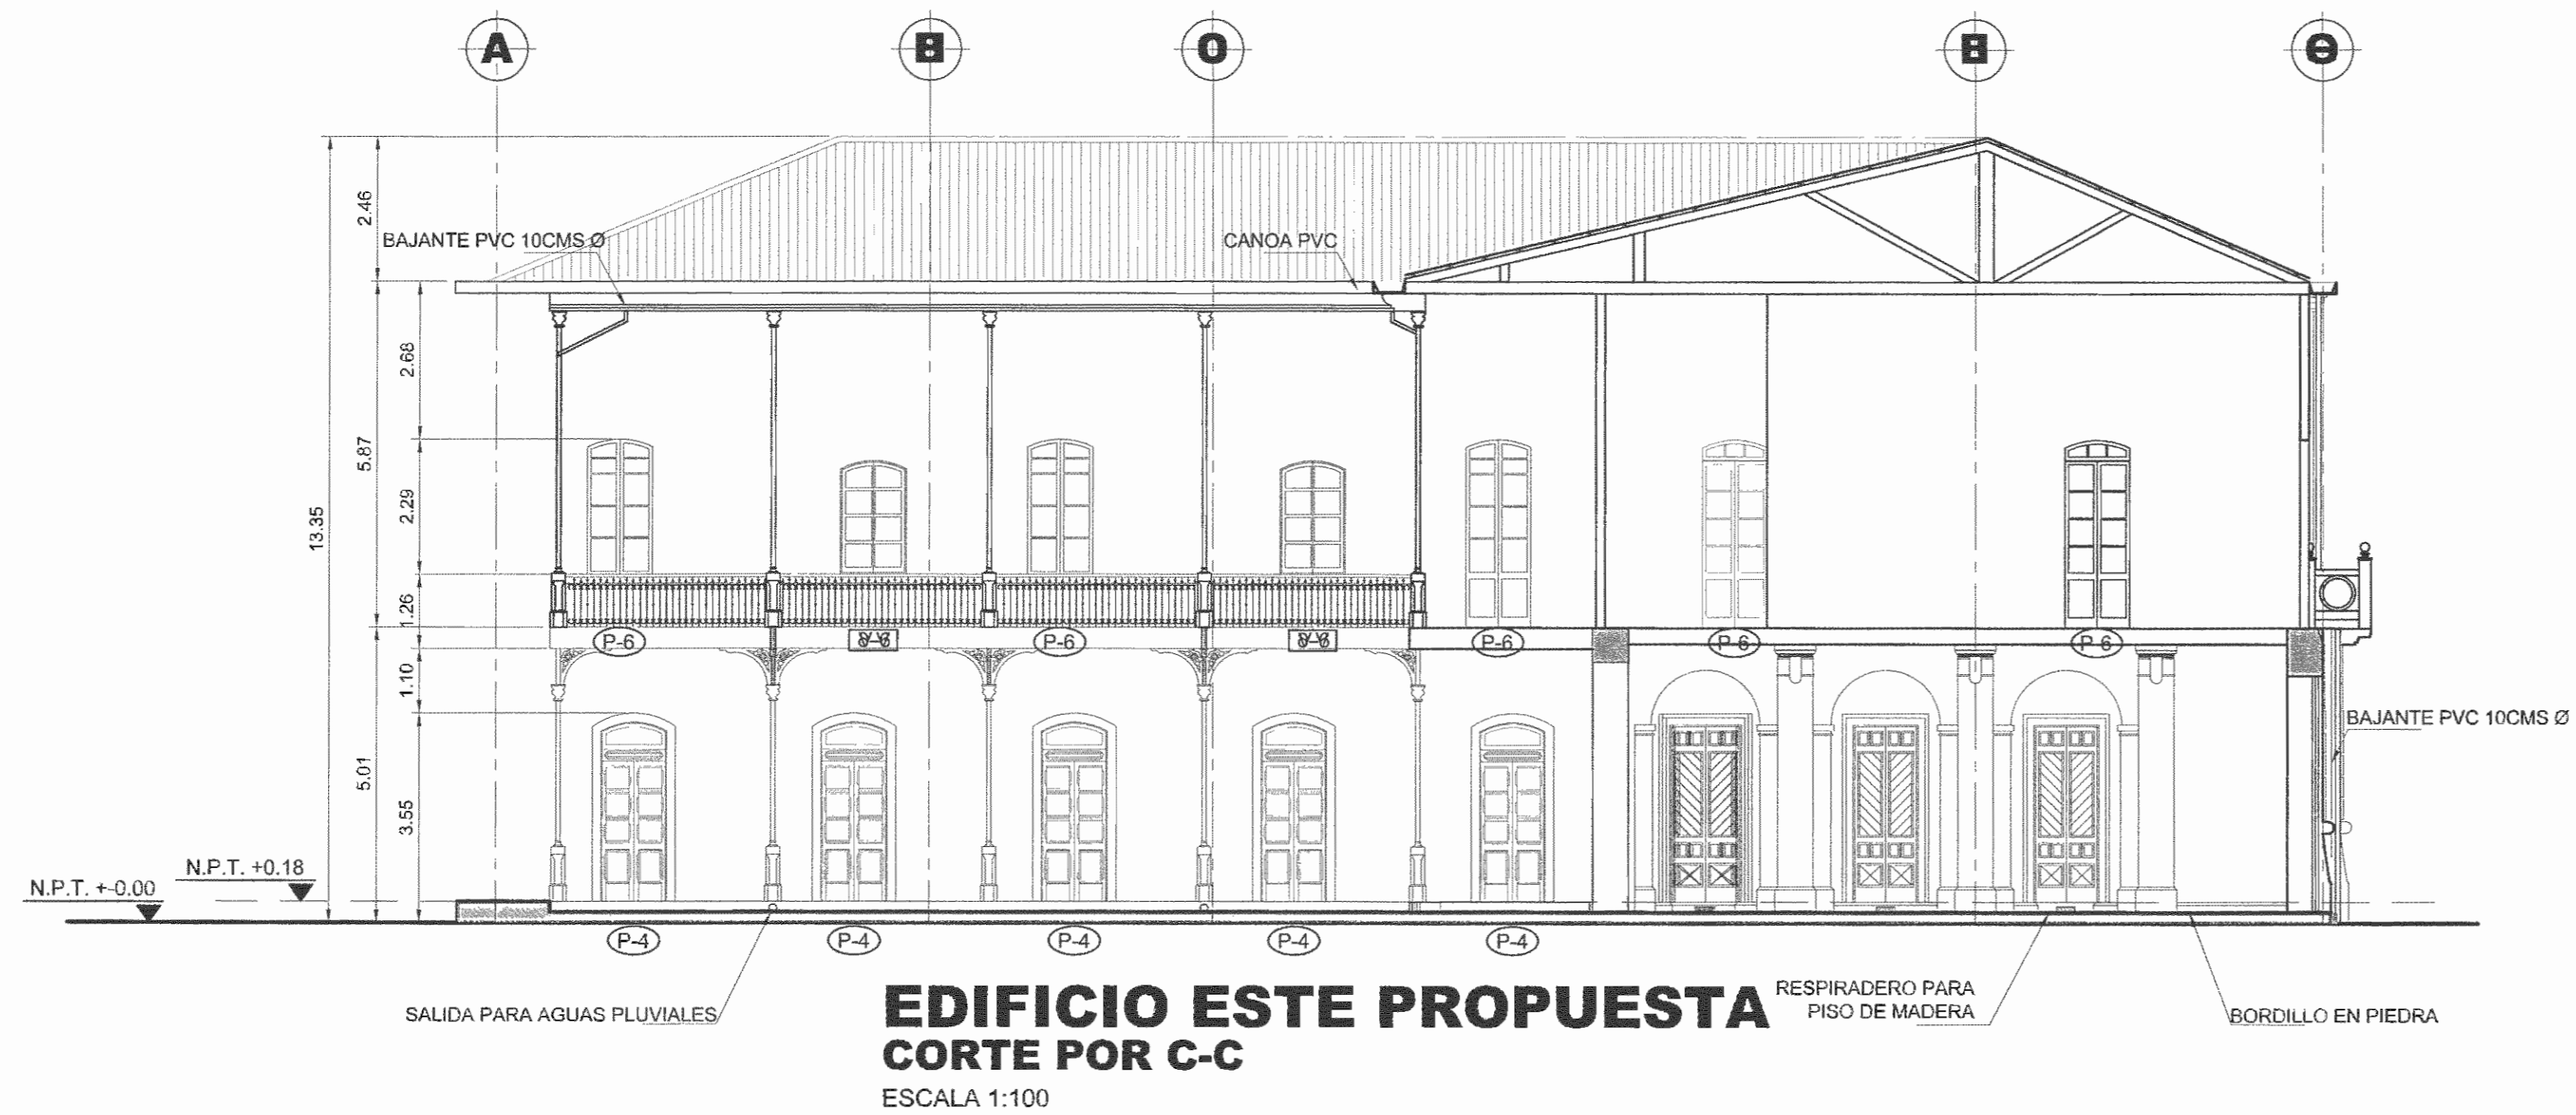 A B O B
2.46
BAJANTE PVC 10CMS Ø
CANOA PVC
2.68
5.87
2.29
13.35
1.26
P-6 P-6 P-6 P-6 P-6
1.10
BAJANTE PVC 10CMS Ø
5.01
3.55
N.P.T. +0.18
N.P.T. +-0.00
P-4 P-4 P-4 P-4 P-4
SALIDA PARA AGUAS PLUVIALES
EDIFICIO ESTE PROPUESTA
CORTE POR C-C
ESCALA 1:100
RESPIRADERO PARA
PISO DE MADERA
BORDILLO EN PIEDRA